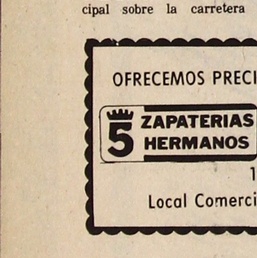 cipal sobre la carretera
OFRECEMOS PRECI
5 ZAPATERIAS
HERMANOS
1
Local Comerci